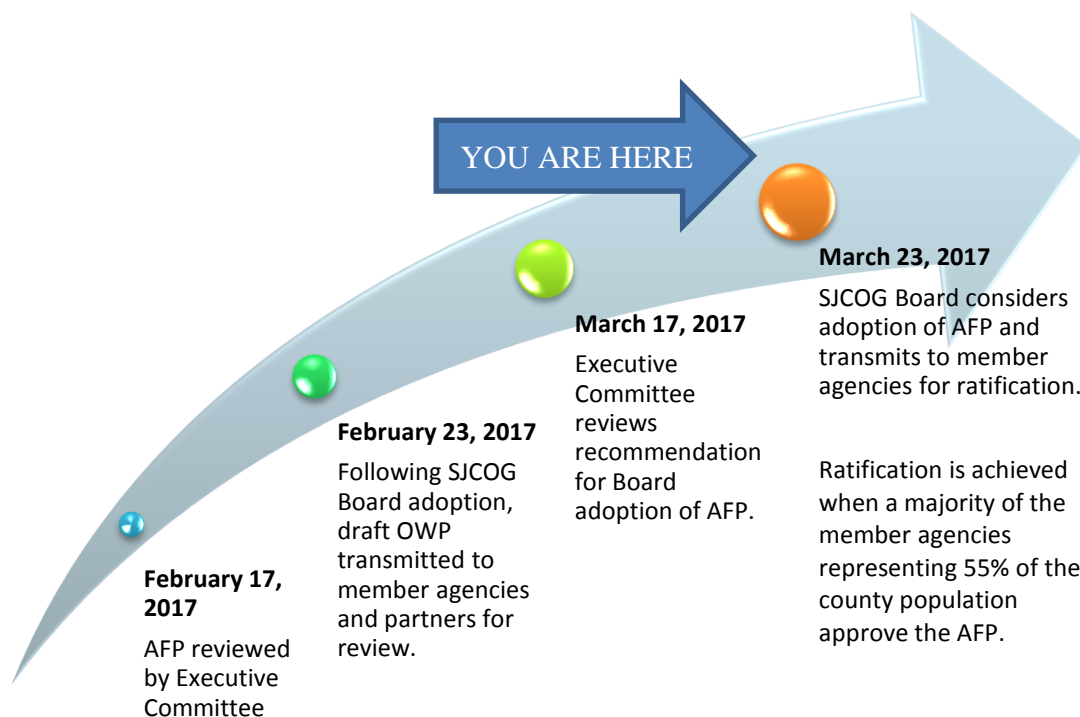 YOU ARE HERE
February 17,
2017
AFP reviewed
by Executive
Committee
February 23, 2017
Following SJCOG
Board adoption,
draft OWP
transmitted to
member agencies
and partners for
review.
March 17, 2017
Executive
Committee
reviews
recommendation
for Board
adoption of AFP.
March 23, 2017
SJCOG Board considers
adoption of AFP and
transmits to member
agencies for ratification.
Ratification is achieved
when a majority of the
member agencies
representing 55% of the
county population
approve the AFP.